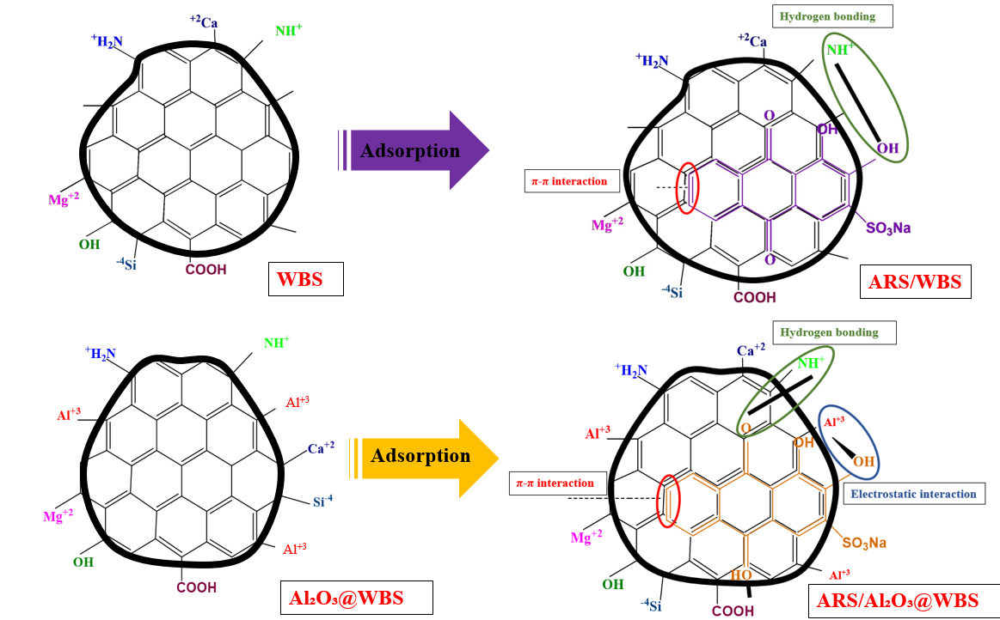 +2Ca
NH+
+H₂N
Adsorption
Mg+2
OH
-4Si
COOH
WBS
Hydrogen bonding
+2Ca
NH+
+H₂N
O
OH
OH
π-π interaction
Mg+2
SO₃Na
O
OH
-4Si
COOH
ARS/WBS
NH+
+H₂N
Al+3
Al+3
Ca+2
Adsorption
Si-4
Mg+2
Al+3
OH
COOH
Al₂O₃@WBS
Hydrogen bonding
Ca+2
NH+
+H₂N
Al+3
O
Al+3
OH
OH
π-π interaction
Electrostatic interaction
Mg+2
SO₃Na
HO
Al+3
OH
-4Si
COOH
ARS/Al₂O₃@WBS